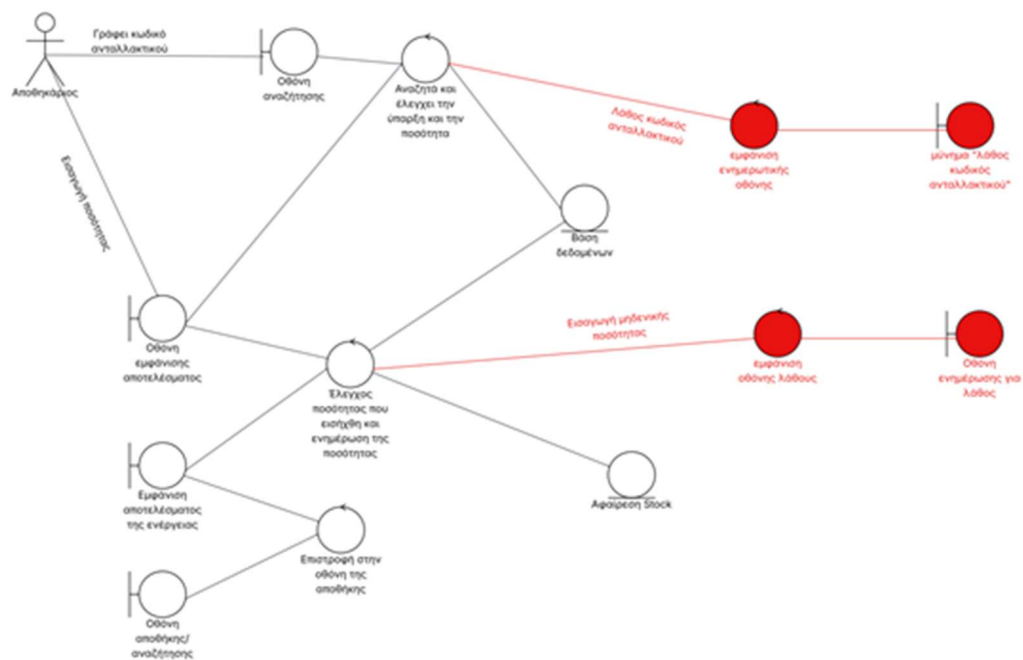 Γράφει κωδικό
ανταλλακτικού
Αποθηκάριος
Οθόνη
αναζήτησης
Αναζητά και
έλεγχει την
ύπαρξη και την
ποσότητα
Λάθος κωδικός
ανταλλακτικού
εμφάνιση
ενημερωτικής
οθόνης
μύνημα "λάθος
κωδικός
ανταλλακτικού"
Εισαγωγή ποσότητας
Βάση
δεδομένων
Οθόνη
εμφάνισης
αποτελέσματος
Εισαγωγή μηδενικής
ποσότητας
εμφάνιση
οθόνης λάθους
Οθόνη
ενημέρωσης για
λάθος
Έλεγχος
ποσότητας που
εισήχθη και
ενημέρωση της
ποσότητας
Εμφάνιση
αποτελέσματος
της ενέργειας
Αφαίρεση Stock
Επιστροφή στην
οθόνη της
αποθήκης
Οθόνη
αποθήκης/
αναζήτησης